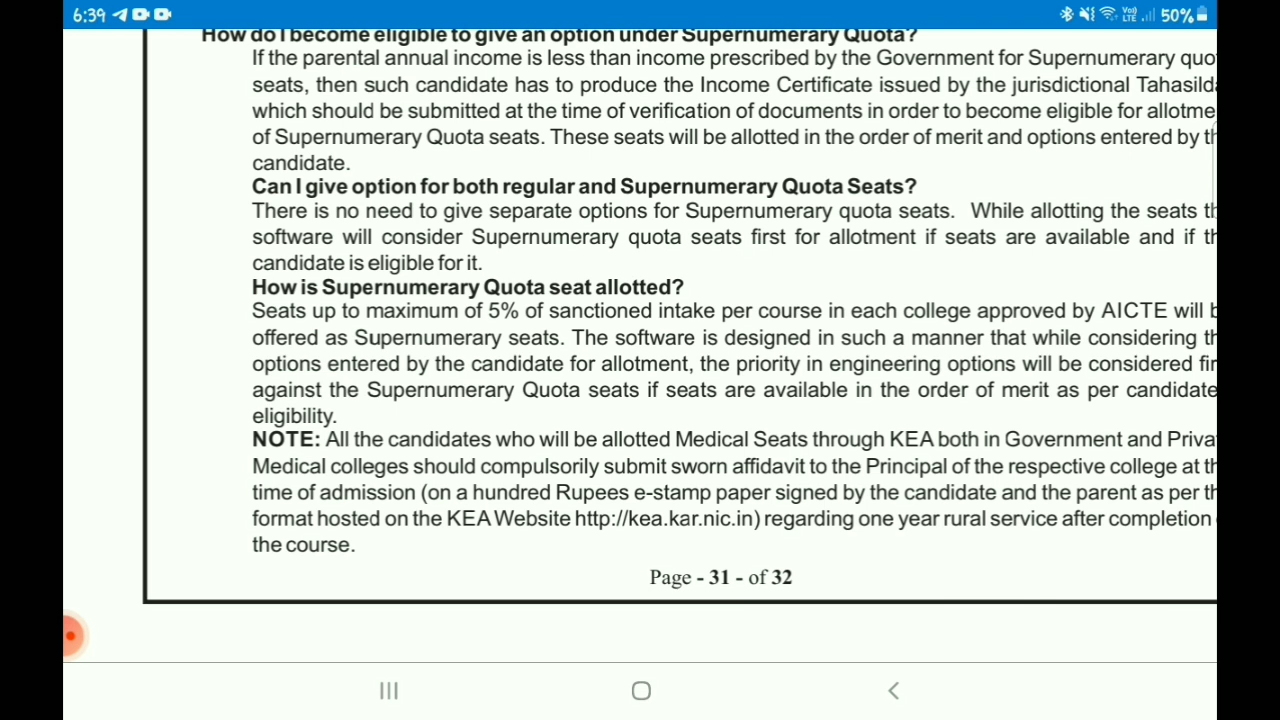 6:39
Vo)) LTE 50%
How do I become eligible to give an option under Supernumerary Quota?
If the parental annual income is less than income prescribed by the Government for Supernumerary quo
seats, then such candidate has to produce the Income Certificate issued by the jurisdictional Tahasild
which should be submitted at the time of verification of documents in order to become eligible for allotme
of Supernumerary Quota seats. These seats will be allotted in the order of merit and options entered by th
candidate.
Can I give option for both regular and Supernumerary Quota Seats?
There is no need to give separate options for Supernumerary quota seats. While allotting the seats th
software will consider Supernumerary quota seats first for allotment if seats are available and if th
candidate is eligible for it.
How is Supernumerary Quota seat allotted?
Seats up to maximum of 5% of sanctioned intake per course in each college approved by AICTE will b
offered as Supernumerary seats. The software is designed in such a manner that while considering th
options entered by the candidate for allotment, the priority in engineering options will be considered fir
against the Supernumerary Quota seats if seats are available in the order of merit as per candidate
eligibility.
NOTE: All the candidates who will be allotted Medical Seats through KEA both in Government and Priva
Medical colleges should compulsorily submit sworn affidavit to the Principal of the respective college at th
time of admission (on a hundred Rupees e-stamp paper signed by the candidate and the parent as per th
format hosted on the KEA Website http://kea.kar.nic.in) regarding one year rural service after completion
the course.
Page - 31 - of 32